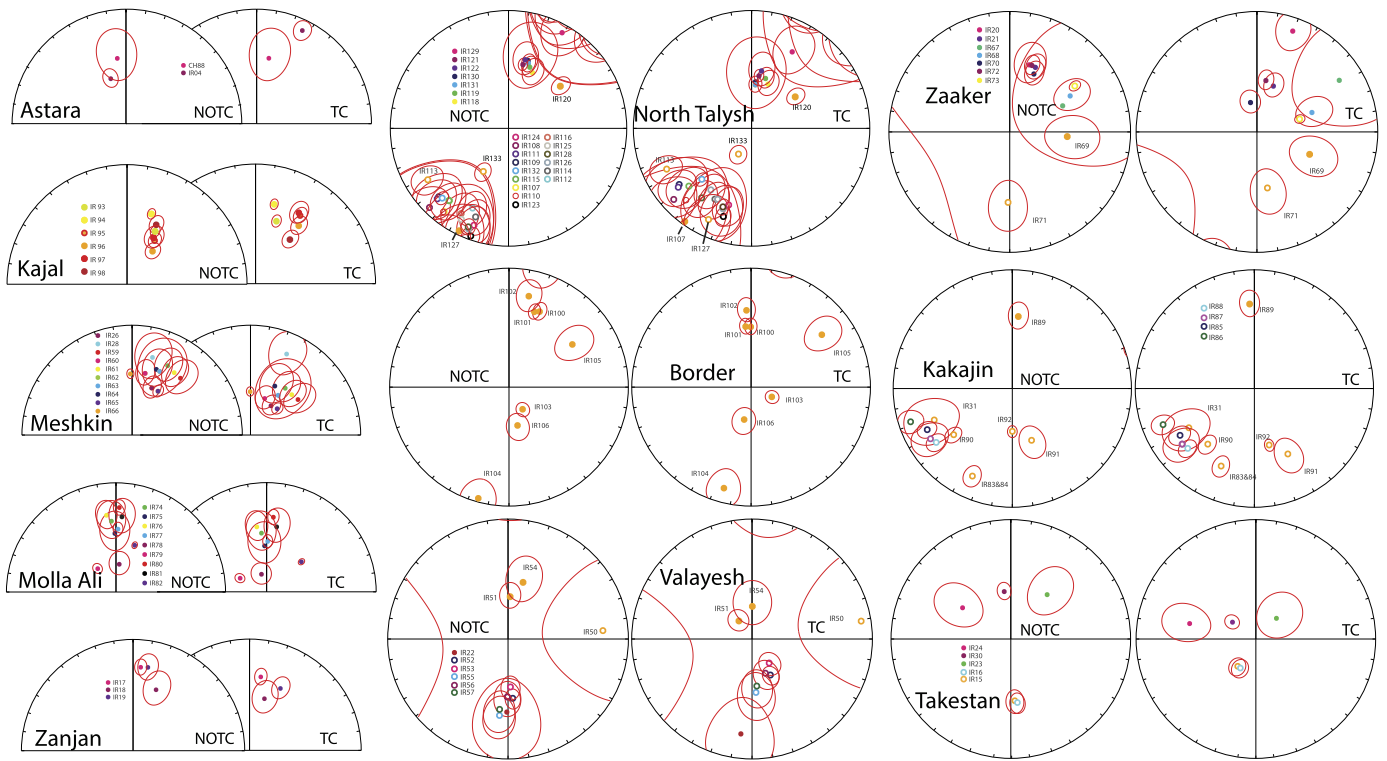 CH88
IR04
Astara
NOTC
TC
IR 93
IR 94
IR 95
IR 96
IR 97
IR 98
Kajal
NOTC
TC
IR26
IR28
IR59
IR60
IR61
IR62
IR63
IR64
IR65
IR66
Meshkin
NOTC
TC
IR74
IR75
IR76
IR77
IR78
IR79
IR80
IR81
IR82
Molla Ali
NOTC
TC
IR17
IR18
IR19
Zanjan
NOTC
TC
IR129
IR121
IR122
IR130
IR131
IR119
IR118
NOTC
IR120
IR124
IR108
IR111
IR109
IR132
IR115
IR107
IR110
IR123
IR116
IR125
IR128
IR126
IR114
IR112
IR133
IR113
IR127
North Talysh
TC
IR120
IR133
IR113
IR107
IR127
IR20
IR21
IR67
IR68
IR70
IR72
IR73
Zaaker
NOTC
IR69
IR71
TC
IR69
IR71
IR102
IR101
IR100
IR105
NOTC
IR103
IR106
IR104
IR102
IR101
IR100
IR105
Border
TC
IR103
IR106
IR104
IR89
Kakajin
NOTC
IR31
IR90
IR92
IR91
IR83&84
IR88
IR87
IR85
IR86
IR89
TC
IR31
IR90
IR92
IR91
IR83&84
IR54
IR51
IR50
NOTC
IR22
IR52
IR53
IR55
IR56
IR57
Valayesh
IR54
IR51
IR50
TC
NOTC
IR24
IR30
IR23
IR16
IR15
Takestan
TC